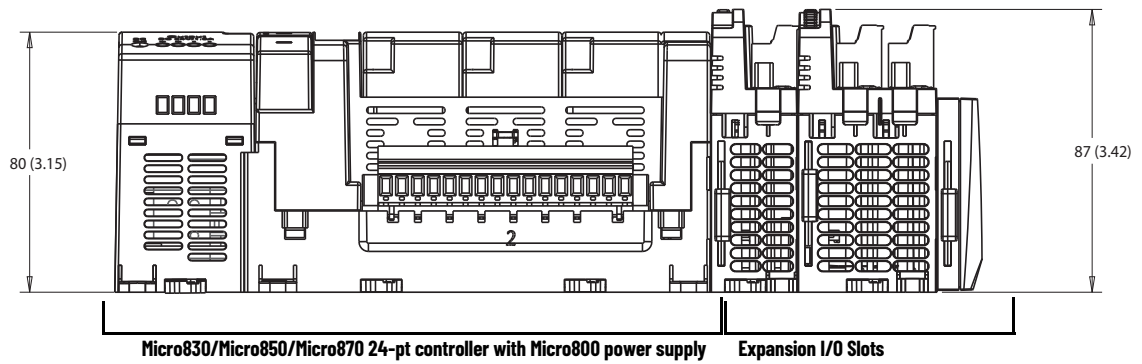 80 (3.15)
87 (3.42)
2
Micro830/Micro850/Micro870 24-pt controller with Micro800 power supply
Expansion I/O Slots